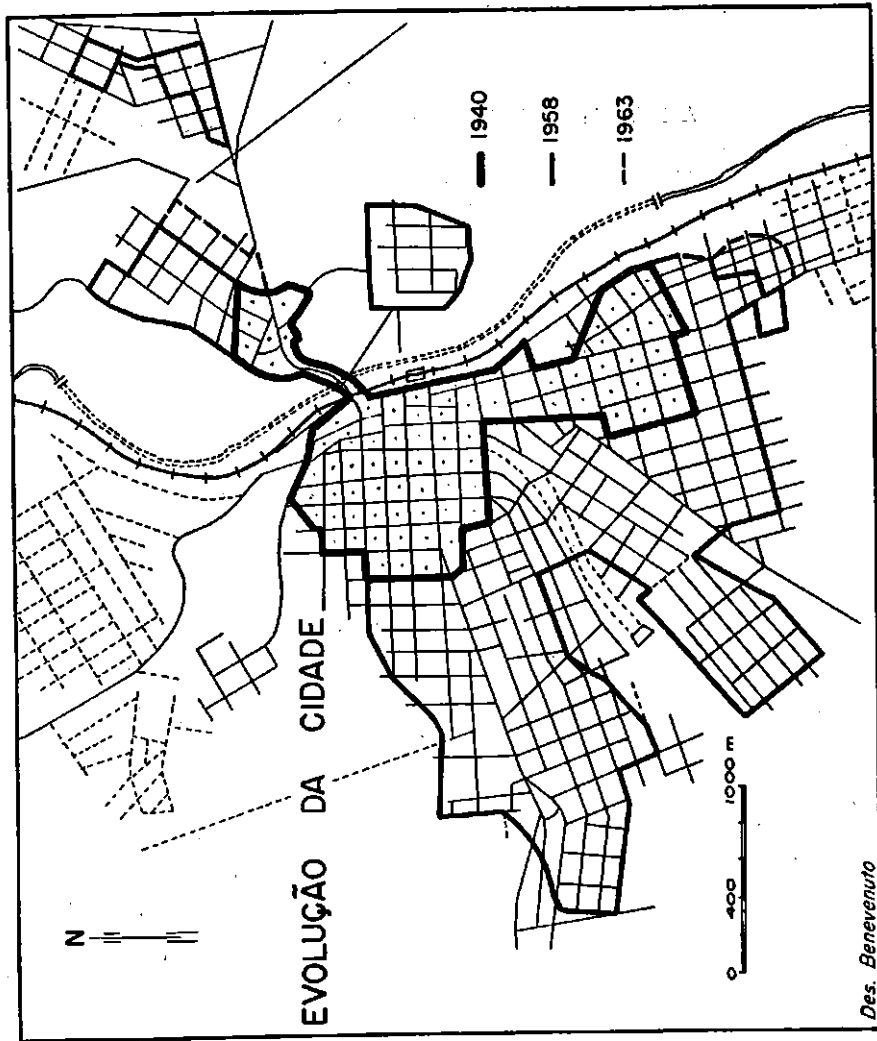 N
EVOLUÇÃO DA CIDADE
1940
1958
1963
0 400 1000 m
Des. Benevenuto